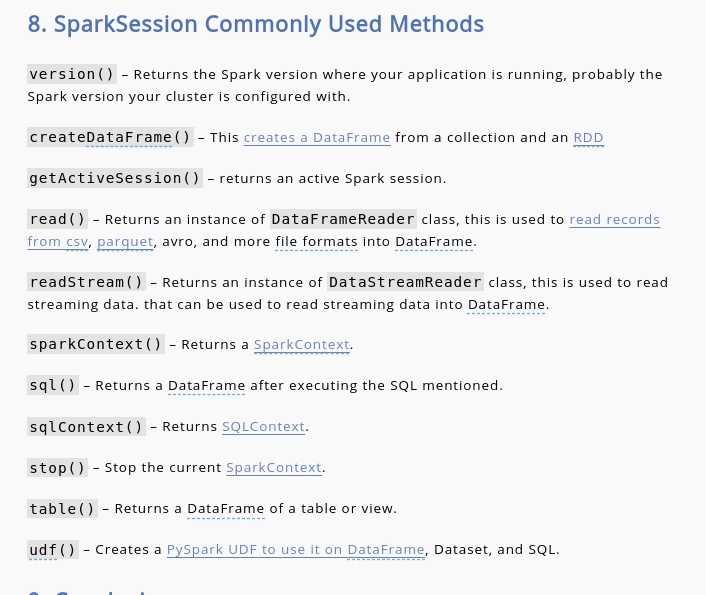 8. SparkSession Commonly Used Methods
version() – Returns the Spark version where your application is running, probably the
Spark version your cluster is configured with.
createDataFrame() – This creates a DataFrame from a collection and an RDD
getActiveSession() – returns an active Spark session.
read() – Returns an instance of DataFrameReader class, this is used to read records
from csv, parquet, avro, and more file formats into DataFrame.
readStream() – Returns an instance of DataStreamReader class, this is used to read
streaming data. that can be used to read streaming data into DataFrame.
sparkContext() – Returns a SparkContext.
sql() – Returns a DataFrame after executing the SQL mentioned.
sqlContext() – Returns SQLContext.
stop() – Stop the current SparkContext.
table() – Returns a DataFrame of a table or view.
udf() – Creates a PySpark UDF to use it on DataFrame, Dataset, and SQL.